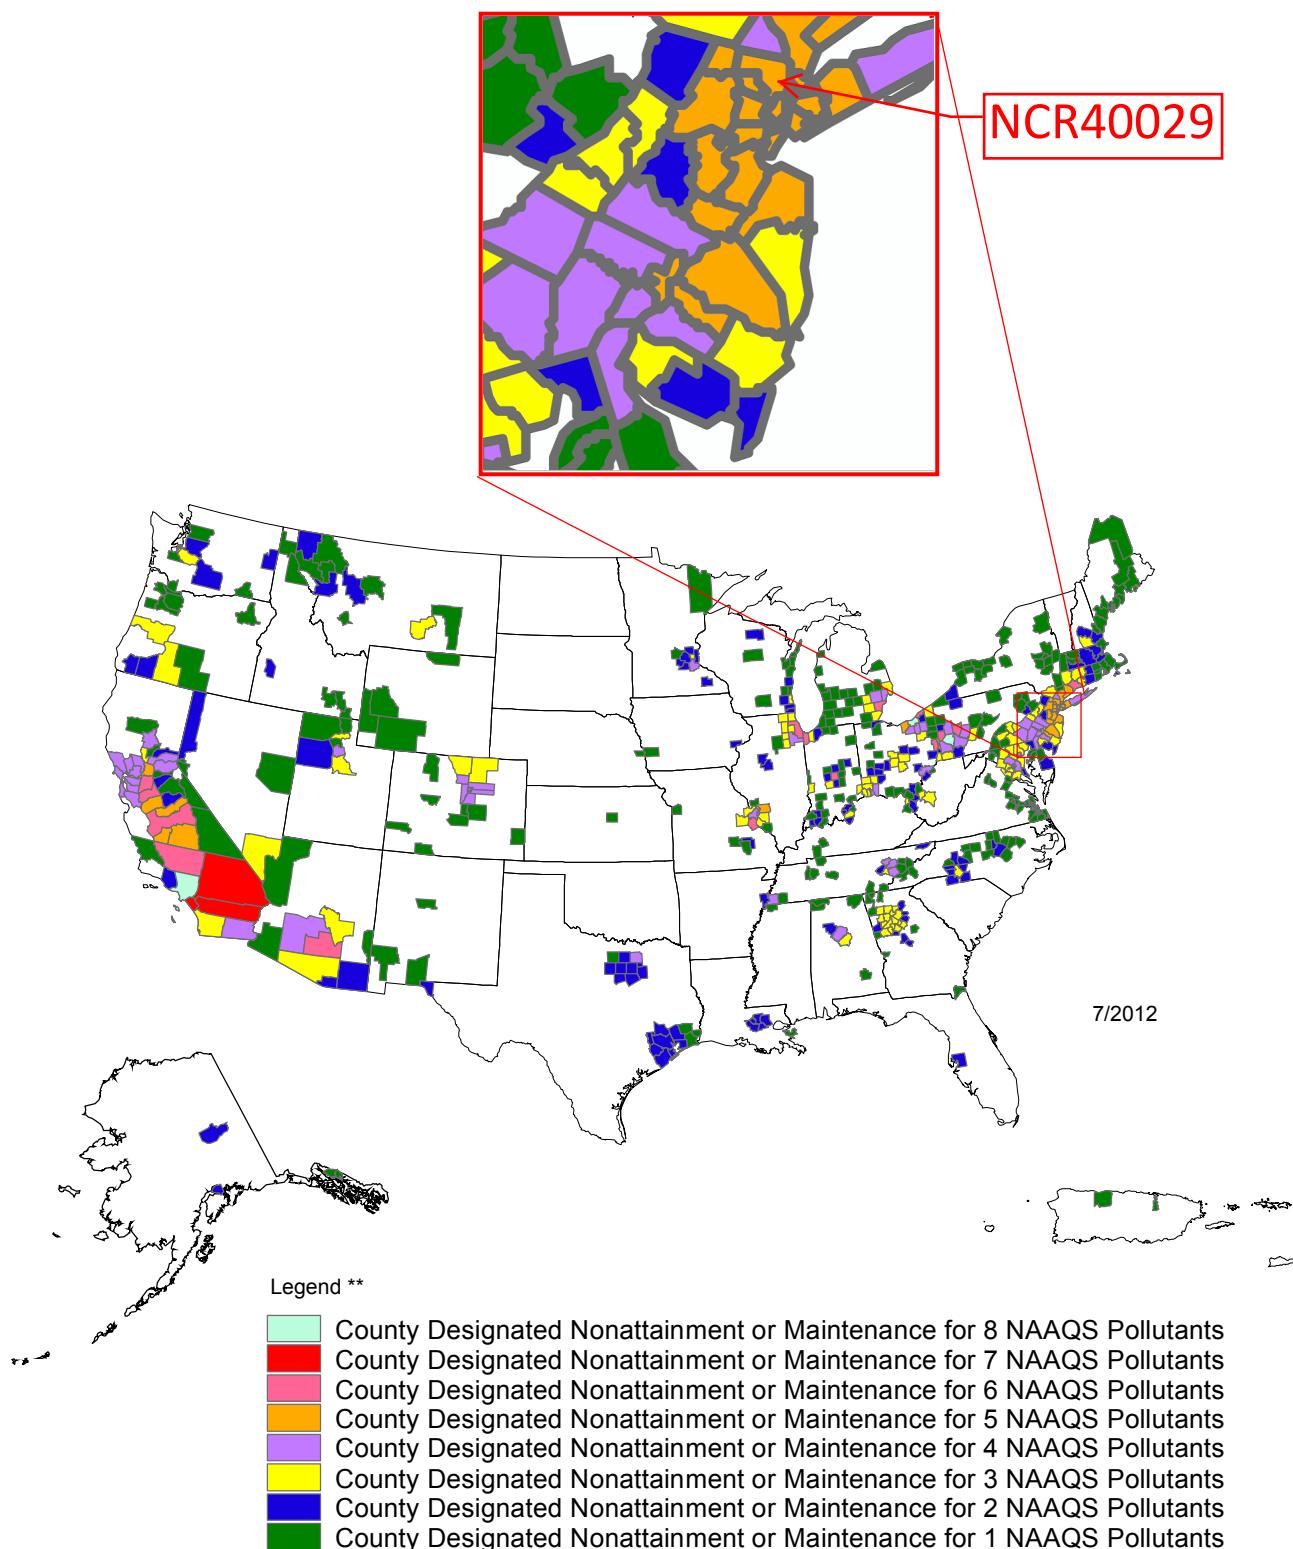 NCR40029
7/2012
Legend **
County Designated Nonattainment or Maintenance for 8 NAAQS Pollutants
County Designated Nonattainment or Maintenance for 7 NAAQS Pollutants
County Designated Nonattainment or Maintenance for 6 NAAQS Pollutants
County Designated Nonattainment or Maintenance for 5 NAAQS Pollutants
County Designated Nonattainment or Maintenance for 4 NAAQS Pollutants
County Designated Nonattainment or Maintenance for 3 NAAQS Pollutants
County Designated Nonattainment or Maintenance for 2 NAAQS Pollutants
County Designated Nonattainment or Maintenance for 1 NAAQS Pollutants